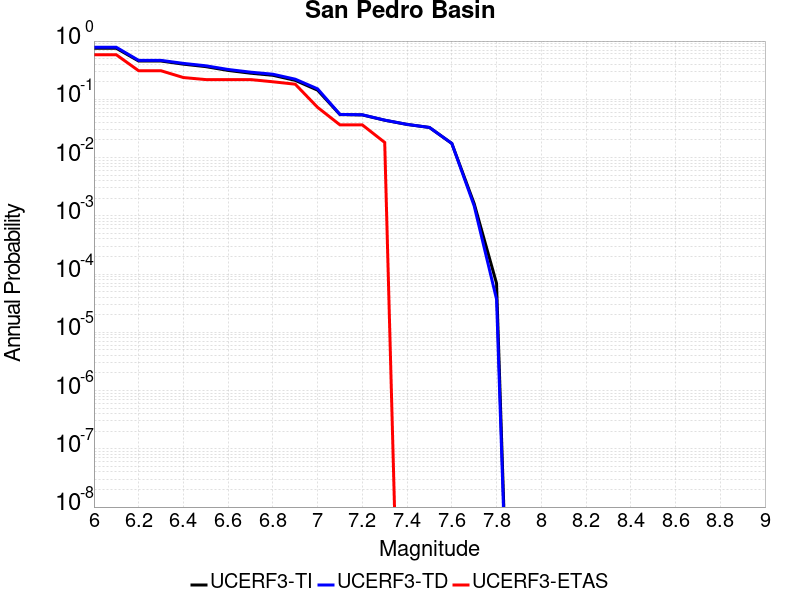 San Pedro Basin
10^0
10^-1
10^-2
10^-3
10^-4
10^-5
10^-6
10^-7
10^-8
Annual Probability
6 6.2 6.4 6.6 6.8 7 7.2 7.4 7.6 7.8 8 8.2 8.4 8.6 8.8 9
Magnitude
UCERF3-TI UCERF3-TD UCERF3-ETAS